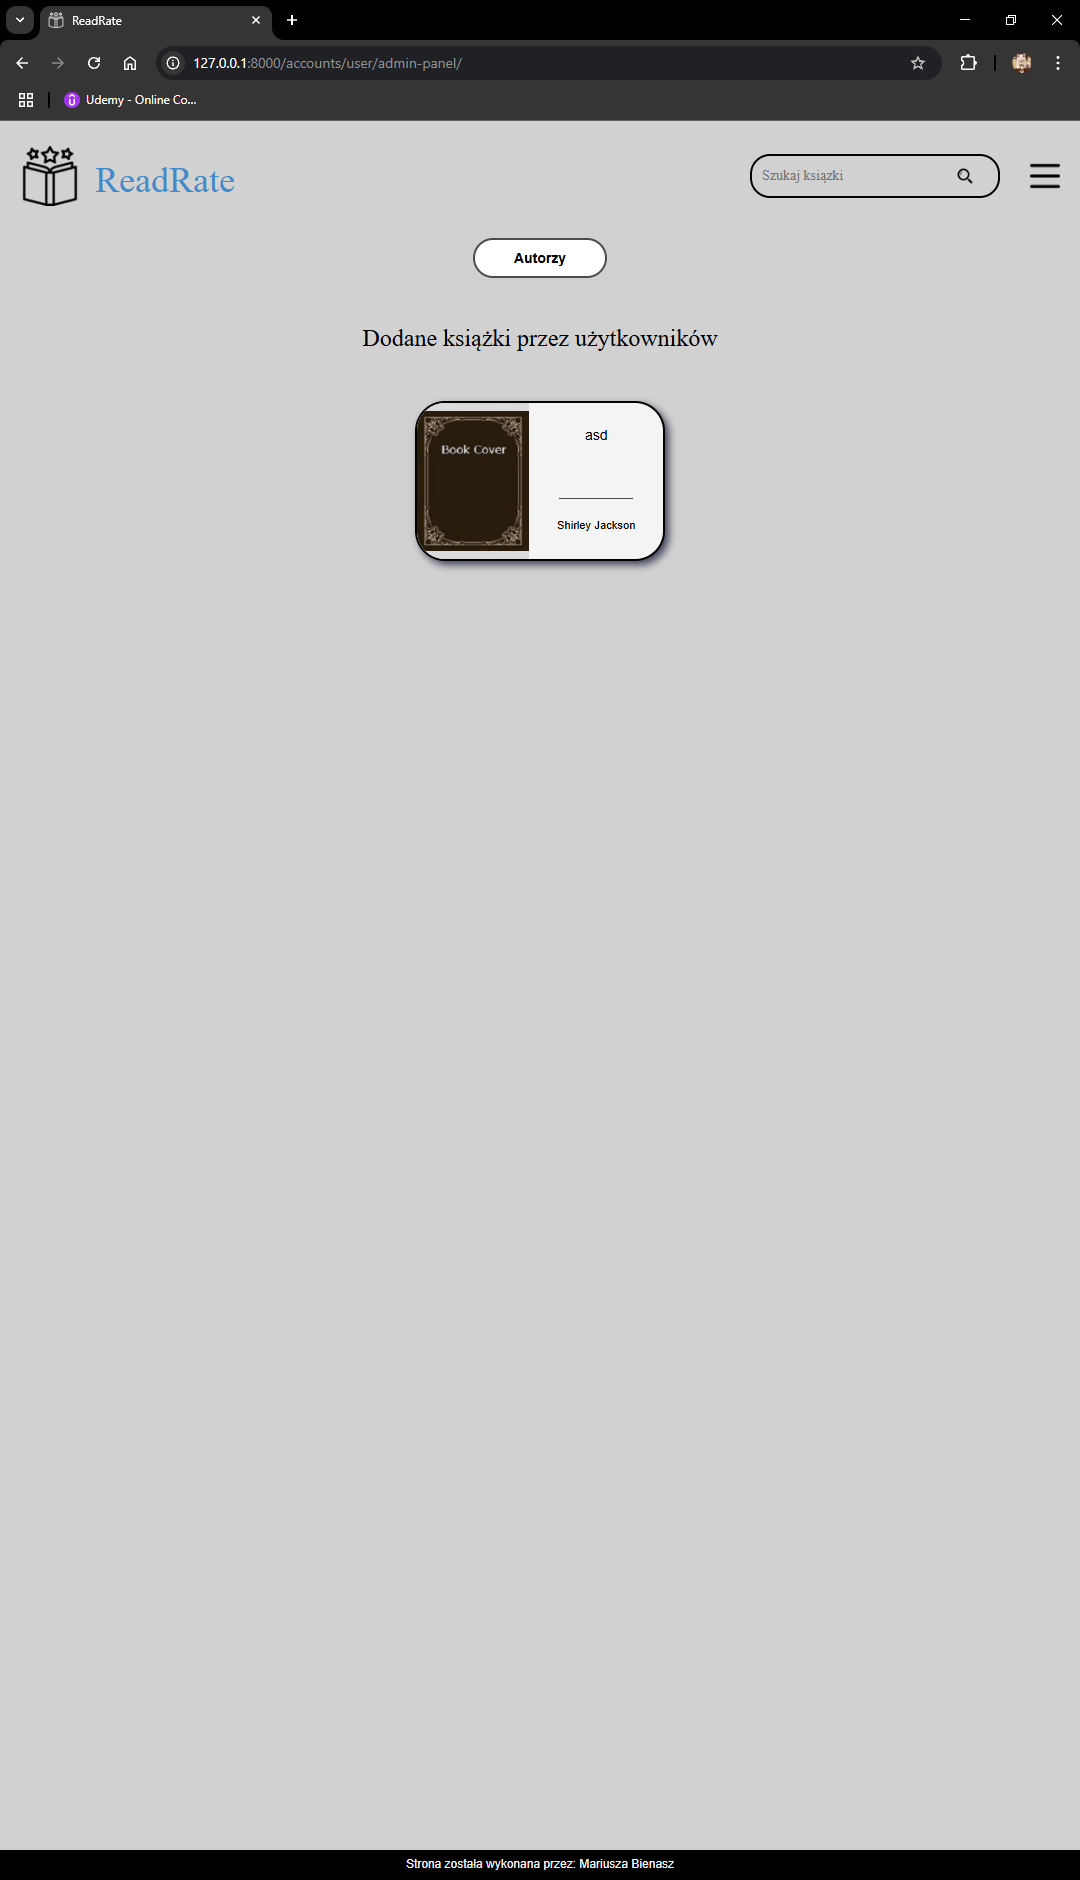 ReadRate
127.0.0.1:8000/accounts/user/admin-panel/
Udemy - Online Co...
ReadRate
Szukaj ksiązki
Autorzy
Dodane książki przez użytkowników
Book Cover
asd
Shirley Jackson
Strona została wykonana przez: Mariusza Bienasz